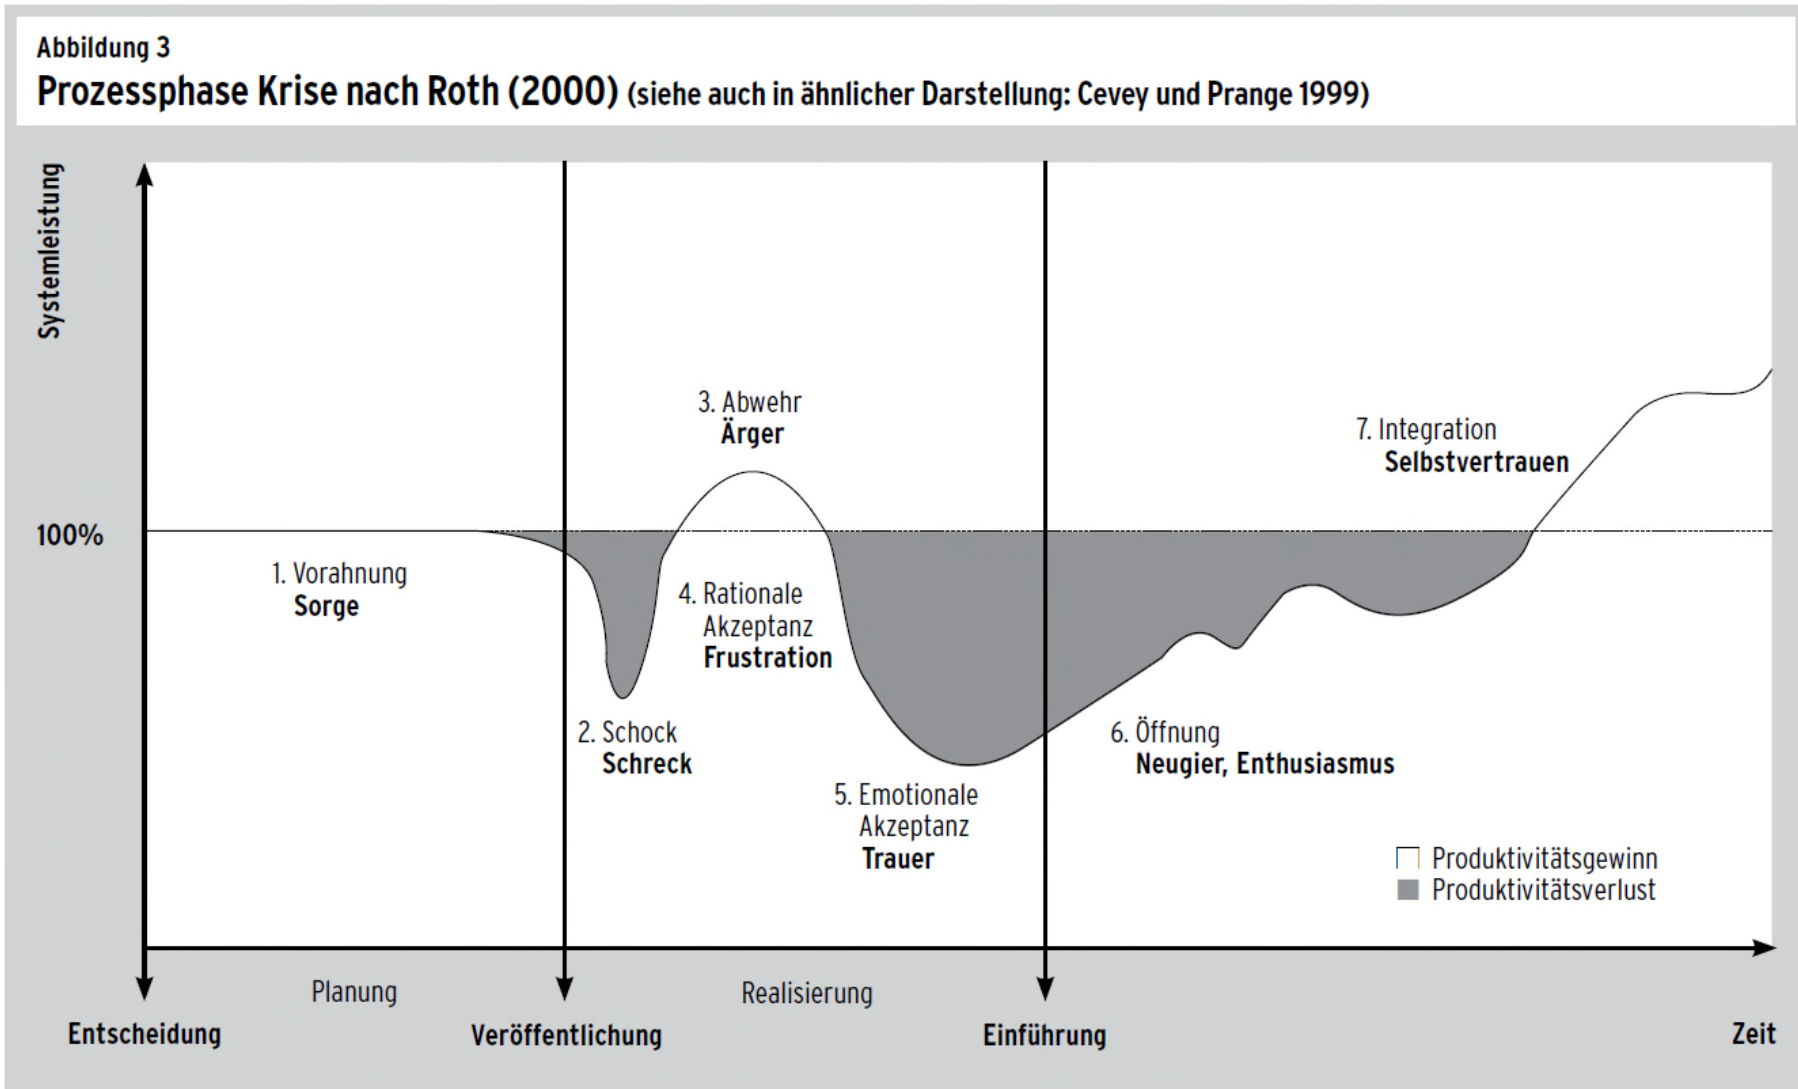 Abbildung 3
Prozessphase Krise nach Roth (2000) (siehe auch in ähnlicher Darstellung: Cevey und Prange 1999)
Systemleistung
3. Abwehr
Ärger
7. Integration
Selbstvertrauen
100%
1. Vorahnung
Sorge
4. Rationale
Akzeptanz
Frustration
2. Schock
Schreck
6. Öffnung
Neugier, Enthusiasmus
5. Emotionale
Akzeptanz
Trauer
Produktivitätsgewinn
Produktivitätsverlust
Planung
Realisierung
Entscheidung
Veröffentlichung
Einführung
Zeit